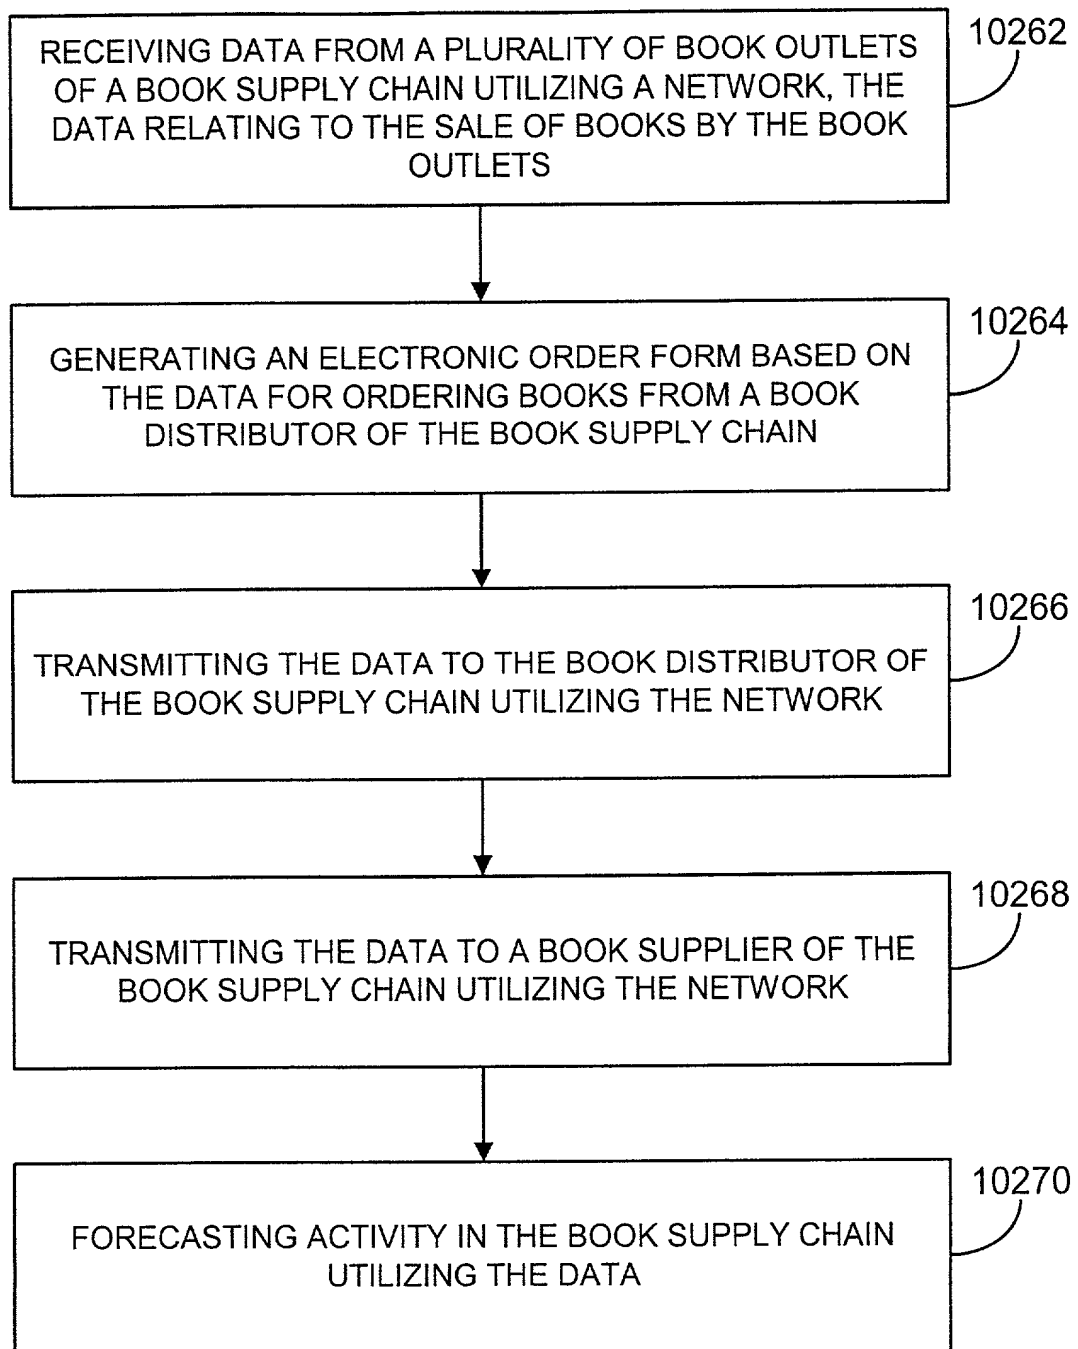 10262
RECEIVING DATA FROM A PLURALITY OF BOOK OUTLETS
OF A BOOK SUPPLY CHAIN UTILIZING A NETWORK, THE
DATA RELATING TO THE SALE OF BOOKS BY THE BOOK
OUTLETS
10264
GENERATING AN ELECTRONIC ORDER FORM BASED ON
THE DATA FOR ORDERING BOOKS FROM A BOOK
DISTRIBUTOR OF THE BOOK SUPPLY CHAIN
10266
TRANSMITTING THE DATA TO THE BOOK DISTRIBUTOR OF
THE BOOK SUPPLY CHAIN UTILIZING THE NETWORK
10268
TRANSMITTING THE DATA TO A BOOK SUPPLIER OF THE
BOOK SUPPLY CHAIN UTILIZING THE NETWORK
10270
FORECASTING ACTIVITY IN THE BOOK SUPPLY CHAIN
UTILIZING THE DATA